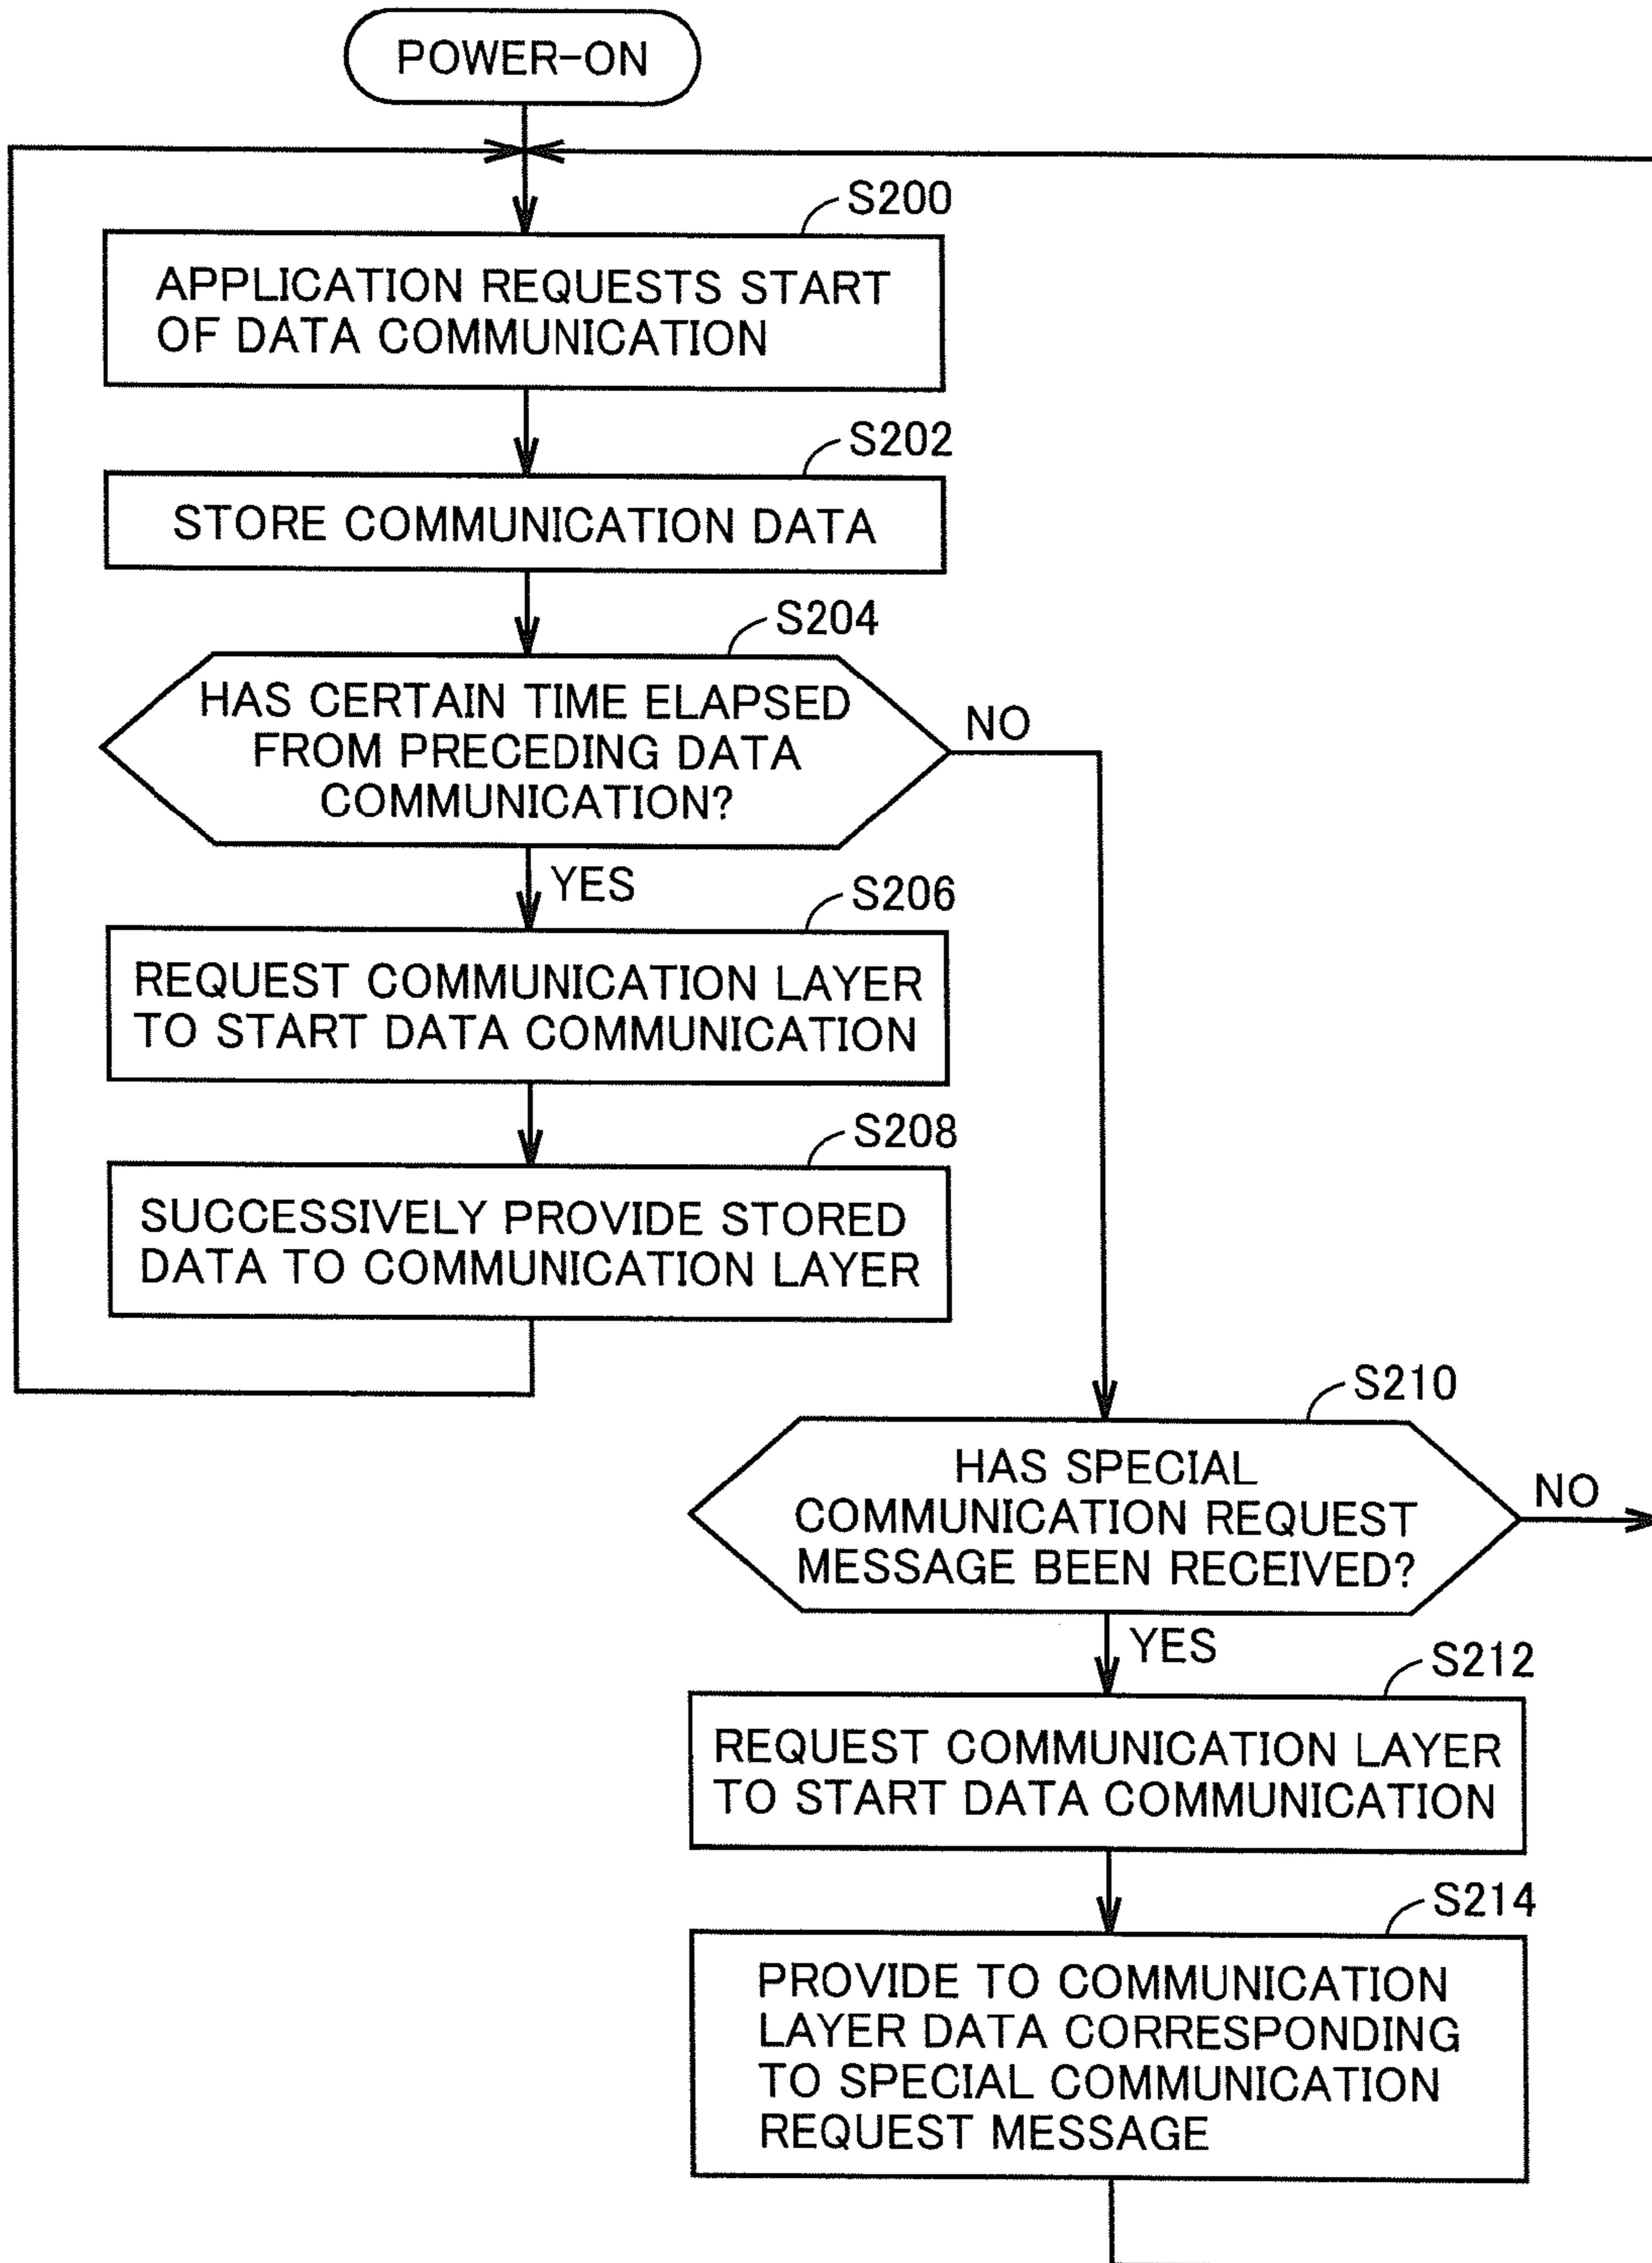 POWER-ON
S200
APPLICATION REQUESTS START
OF DATA COMMUNICATION
S202
STORE COMMUNICATION DATA
S204
HAS CERTAIN TIME ELAPSED
FROM PRECEDING DATA
COMMUNICATION?
NO
YES
S206
REQUEST COMMUNICATION LAYER
TO START DATA COMMUNICATION
S208
SUCCESSIVELY PROVIDE STORED
DATA TO COMMUNICATION LAYER
S210
HAS SPECIAL
COMMUNICATION REQUEST
MESSAGE BEEN RECEIVED?
NO
YES
S212
REQUEST COMMUNICATION LAYER
TO START DATA COMMUNICATION
S214
PROVIDE TO COMMUNICATION
LAYER DATA CORRESPONDING
TO SPECIAL COMMUNICATION
REQUEST MESSAGE